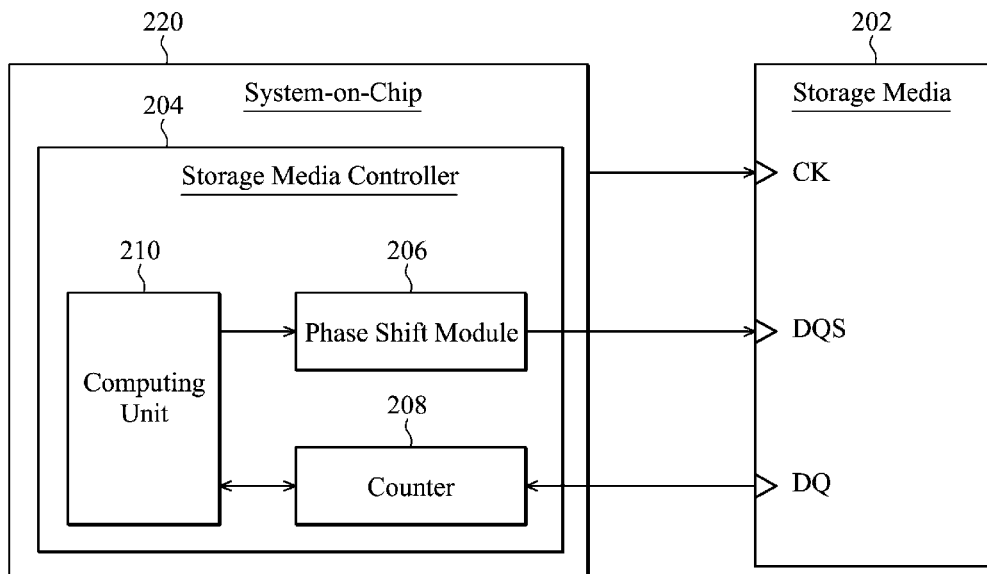 220
202
System-on-Chip
Storage Media
204
Storage Media Controller
CK
210
206
Phase Shift Module
DQS
Computing
Unit
208
Counter
DQ